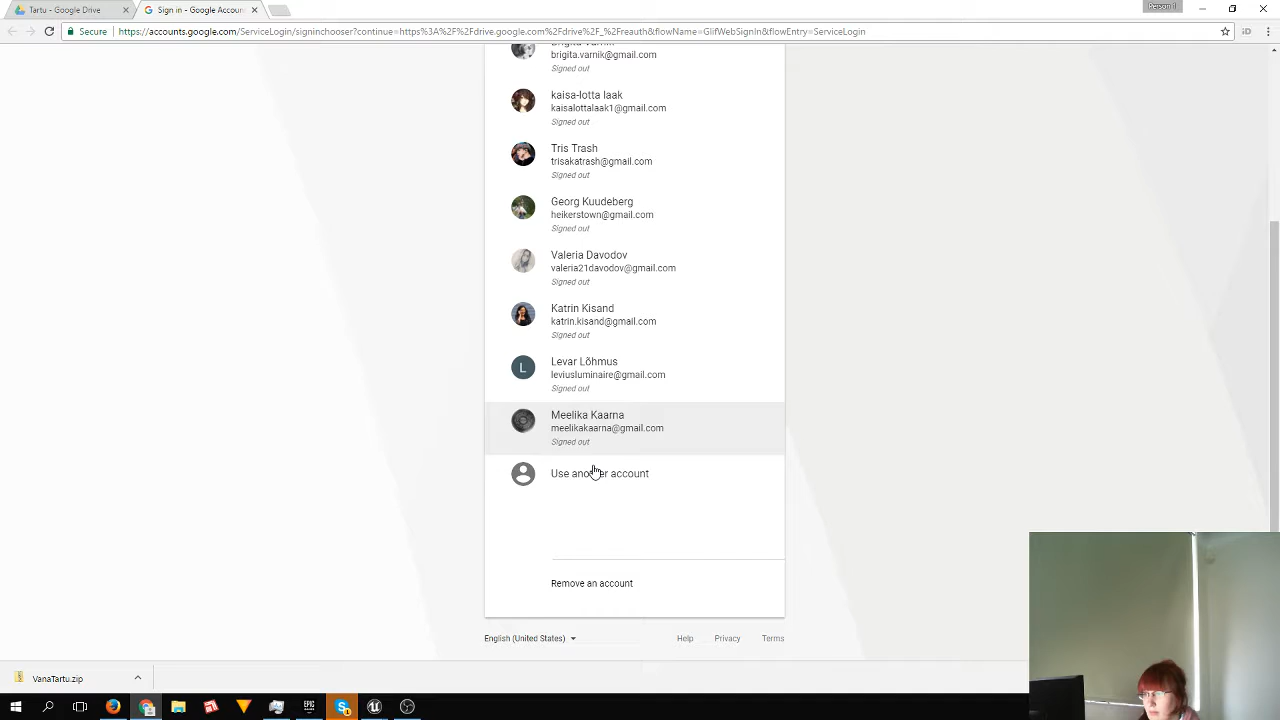 Tartu - Google Drive
Sign in - Google Accoun
Person 1
Secure
https://accounts.google.com/ServiceLogin/signinchooser?continue=https%3A%2F%2Fdrive.google.com%2Fdrive%2F_%2Freauth&flowName=GlifWebSignIn&flowEntry=ServiceLogin
brigita.varnik@gmail.com
Signed out
kaisa-lotta laak
kaisalottalaak1@gmail.com
Signed out
Tris Trash
trisakatrash@gmail.com
Signed out
Georg Kuudeberg
heikerstown@gmail.com
Signed out
Valeria Davodov
valeria21davodov@gmail.com
Signed out
Katrin Kisand
katrin.kisand@gmail.com
Signed out
L
Levar Lõhmus
leviusluminaire@gmail.com
Signed out
Meelika Kaarna
meelikakaarna@gmail.com
Signed out
Use another account
Remove an account
English (United States)
Help
Privacy
Terms
VanaTartu.zip